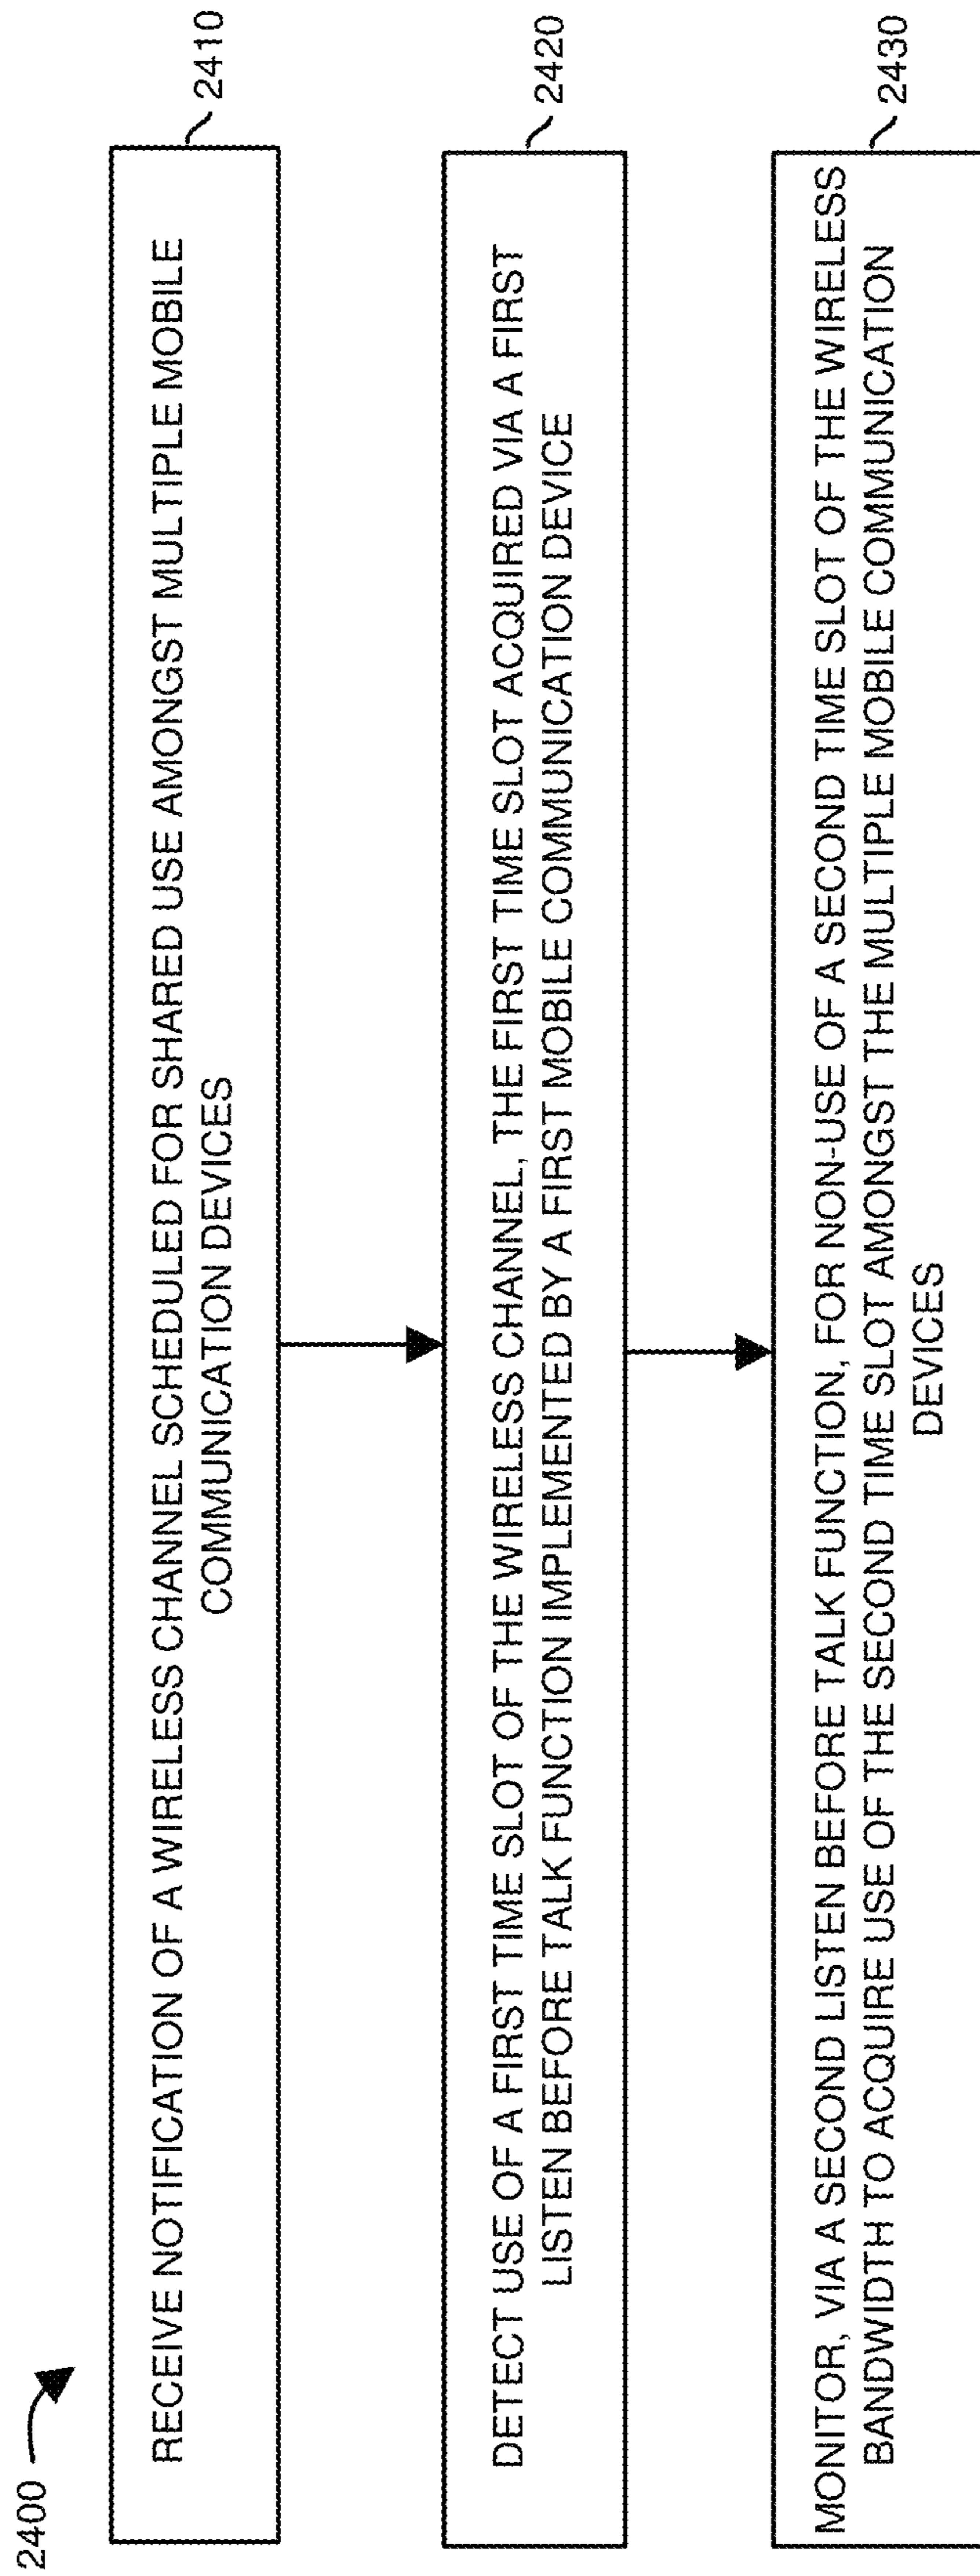 2400
RECEIVE NOTIFICATION OF A WIRELESS CHANNEL SCHEDULED FOR SHARED USE AMONGST MULTIPLE MOBILE
COMMUNICATION DEVICES
2410
DETECT USE OF A FIRST TIME SLOT OF THE WIRELESS CHANNEL, THE FIRST TIME SLOT ACQUIRED VIA A FIRST
LISTEN BEFORE TALK FUNCTION IMPLEMENTED BY A FIRST MOBILE COMMUNICATION DEVICE
2420
MONITOR, VIA A SECOND LISTEN BEFORE TALK FUNCTION, FOR NON-USE OF A SECOND TIME SLOT OF THE WIRELESS
BANDWIDTH TO ACQUIRE USE OF THE SECOND TIME SLOT AMONGST THE MULTIPLE MOBILE COMMUNICATION
DEVICES
2430